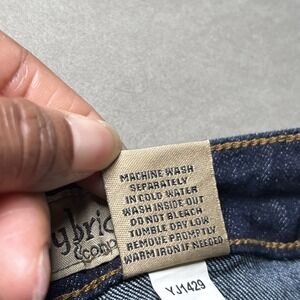 MACHINE WASH
SEPARATELY
IN COLD WATER
WASH INSIDE OUT
DO NOT BLEACH
TUMBLE DRY LOW
REMOVE PROMPTLY
WARM IRON IF NEEDED
YJ1429